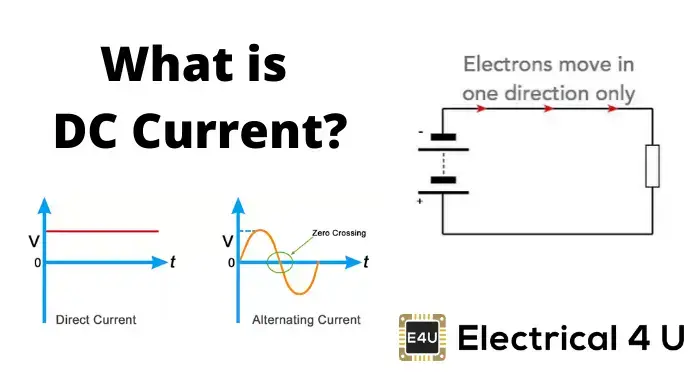 What is
DC Current?
Electrons move in
one direction only
-
+
V
0
t
Direct Current
V
0
t
Zero Crossing
Alternating Current
E4U
Electrical 4 U